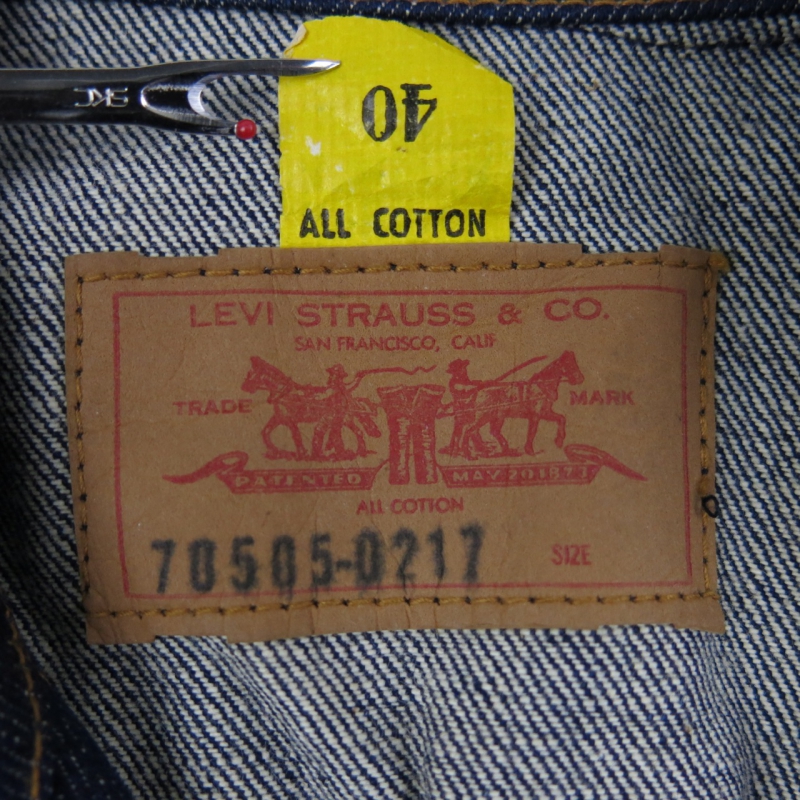 40
ALL COTTON
LEVI STRAUSS & CO.
SAN FRANCISCO, CALIF
TRADE MARK
PATENTED MAY 20 1873
ALL COTTON
70505-0217 SIZE